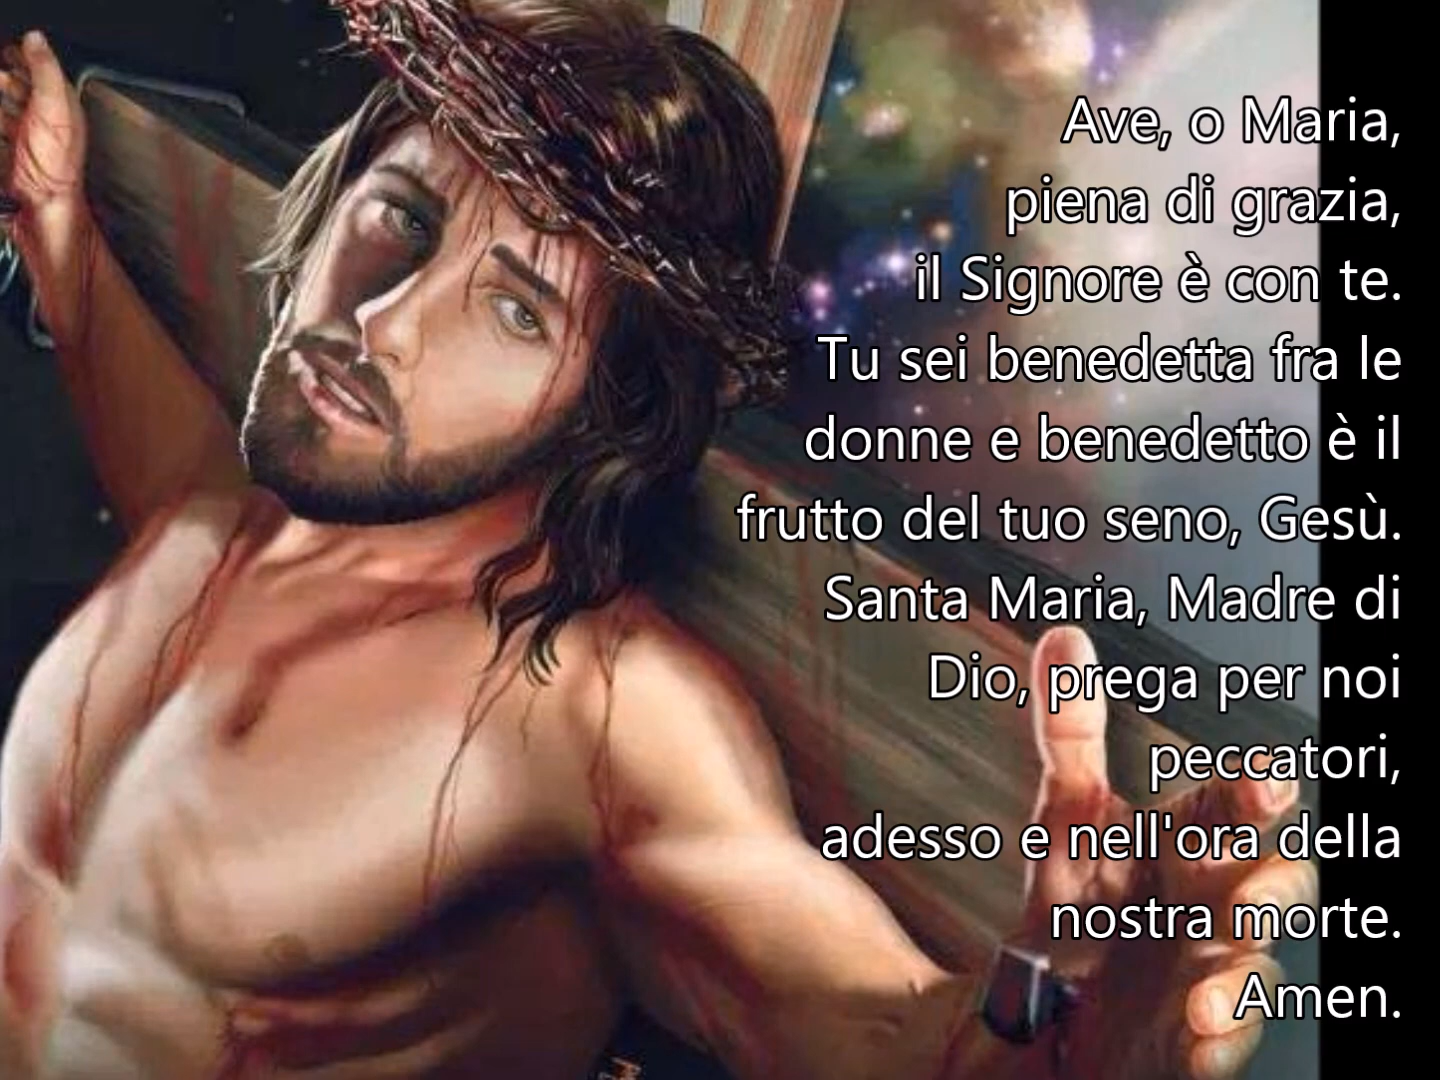 Ave, o Maria,
piena di grazia,
il Signore è con te.
Tu sei benedetta fra le
donne e benedetto è il
frutto del tuo seno, Gesù.
Santa Maria, Madre di
Dio, prega per noi
peccatori,
adesso e nell'ora della
nostra morte.
Amen.